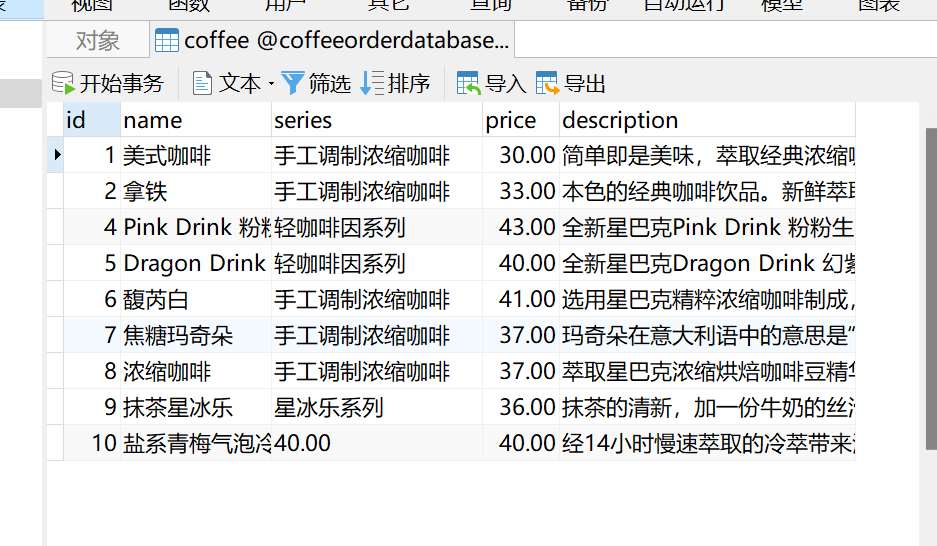 视图 函数 用户 其它 查询 备份 自动运行 模型 图表
对象 coffee @coffeeorderdatabase...
开始事务 文本 筛选 排序 导入 导出
id name series price description
1 美式咖啡 手工调制浓缩咖啡 30.00 简单即是美味，萃取经典浓缩
2 拿铁 手工调制浓缩咖啡 33.00 本色的经典咖啡饮品。新鲜萃取
4 Pink Drink 粉粉 轻咖啡因系列 43.00 全新星巴克Pink Drink 粉粉生
5 Dragon Drink 轻咖啡因系列 40.00 全新星巴克Dragon Drink 幻紫
6 馥芮白 手工调制浓缩咖啡 41.00 选用星巴克精粹浓缩咖啡制成，
7 焦糖玛奇朵 手工调制浓缩咖啡 37.00 玛奇朵在意大利语中的意思是“
8 浓缩咖啡 手工调制浓缩咖啡 37.00 萃取星巴克浓缩烘焙咖啡豆精华
9 抹茶星冰乐 星冰乐系列 36.00 抹茶的清新，加一份牛奶的丝滑
10 盐系青梅气泡冷 40.00 40.00 经14小时慢速萃取的冷萃带来